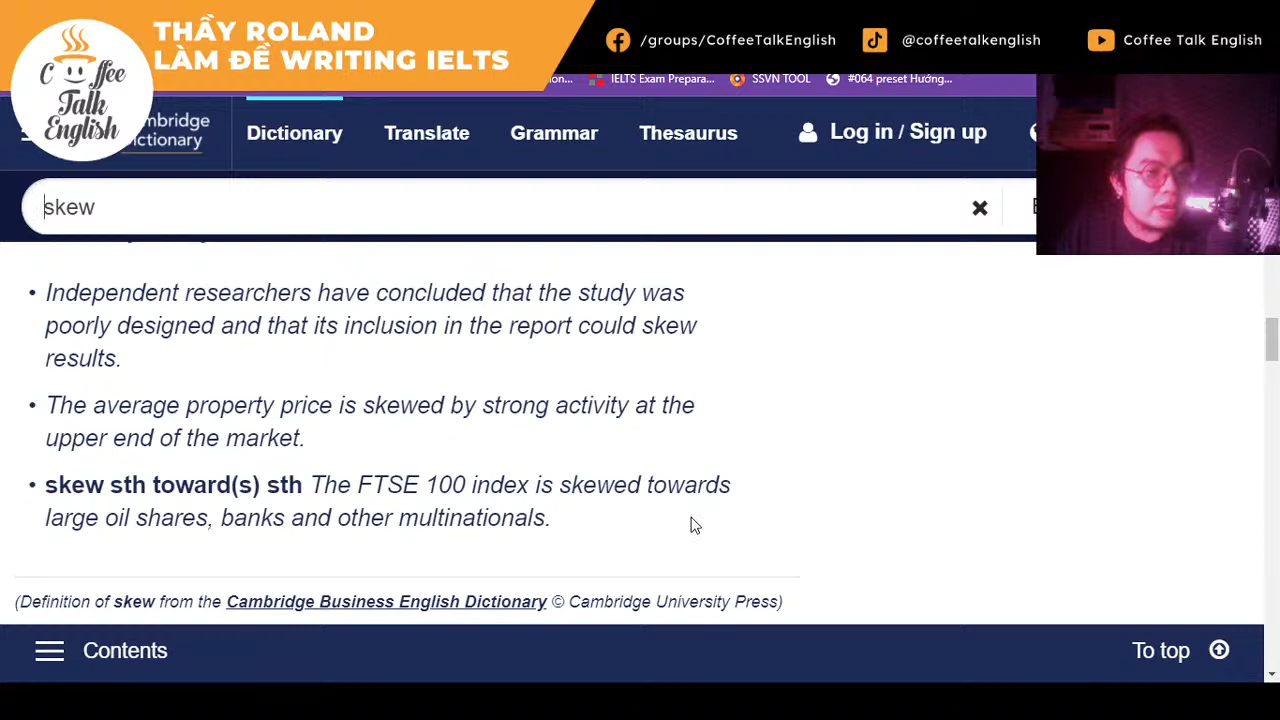 THẦY ROLAND
LÀM ĐỀ WRITING IELTS
/groups/CoffeeTalkEnglish
@coffeetalkenglish
Coffee Talk English
Coffee
Talk
English
IELTS Exam Prepara...
SSVN TOOL
#064 preset Hướng...
Dictionary
Translate
Grammar
Thesaurus
Log in / Sign up
skew
Independent researchers have concluded that the study was
poorly designed and that its inclusion in the report could skew
results.
The average property price is skewed by strong activity at the
upper end of the market.
skew sth toward(s) sth The FTSE 100 index is skewed towards
large oil shares, banks and other multinationals.
(Definition of skew from the Cambridge Business English Dictionary © Cambridge University Press)
Contents
To top